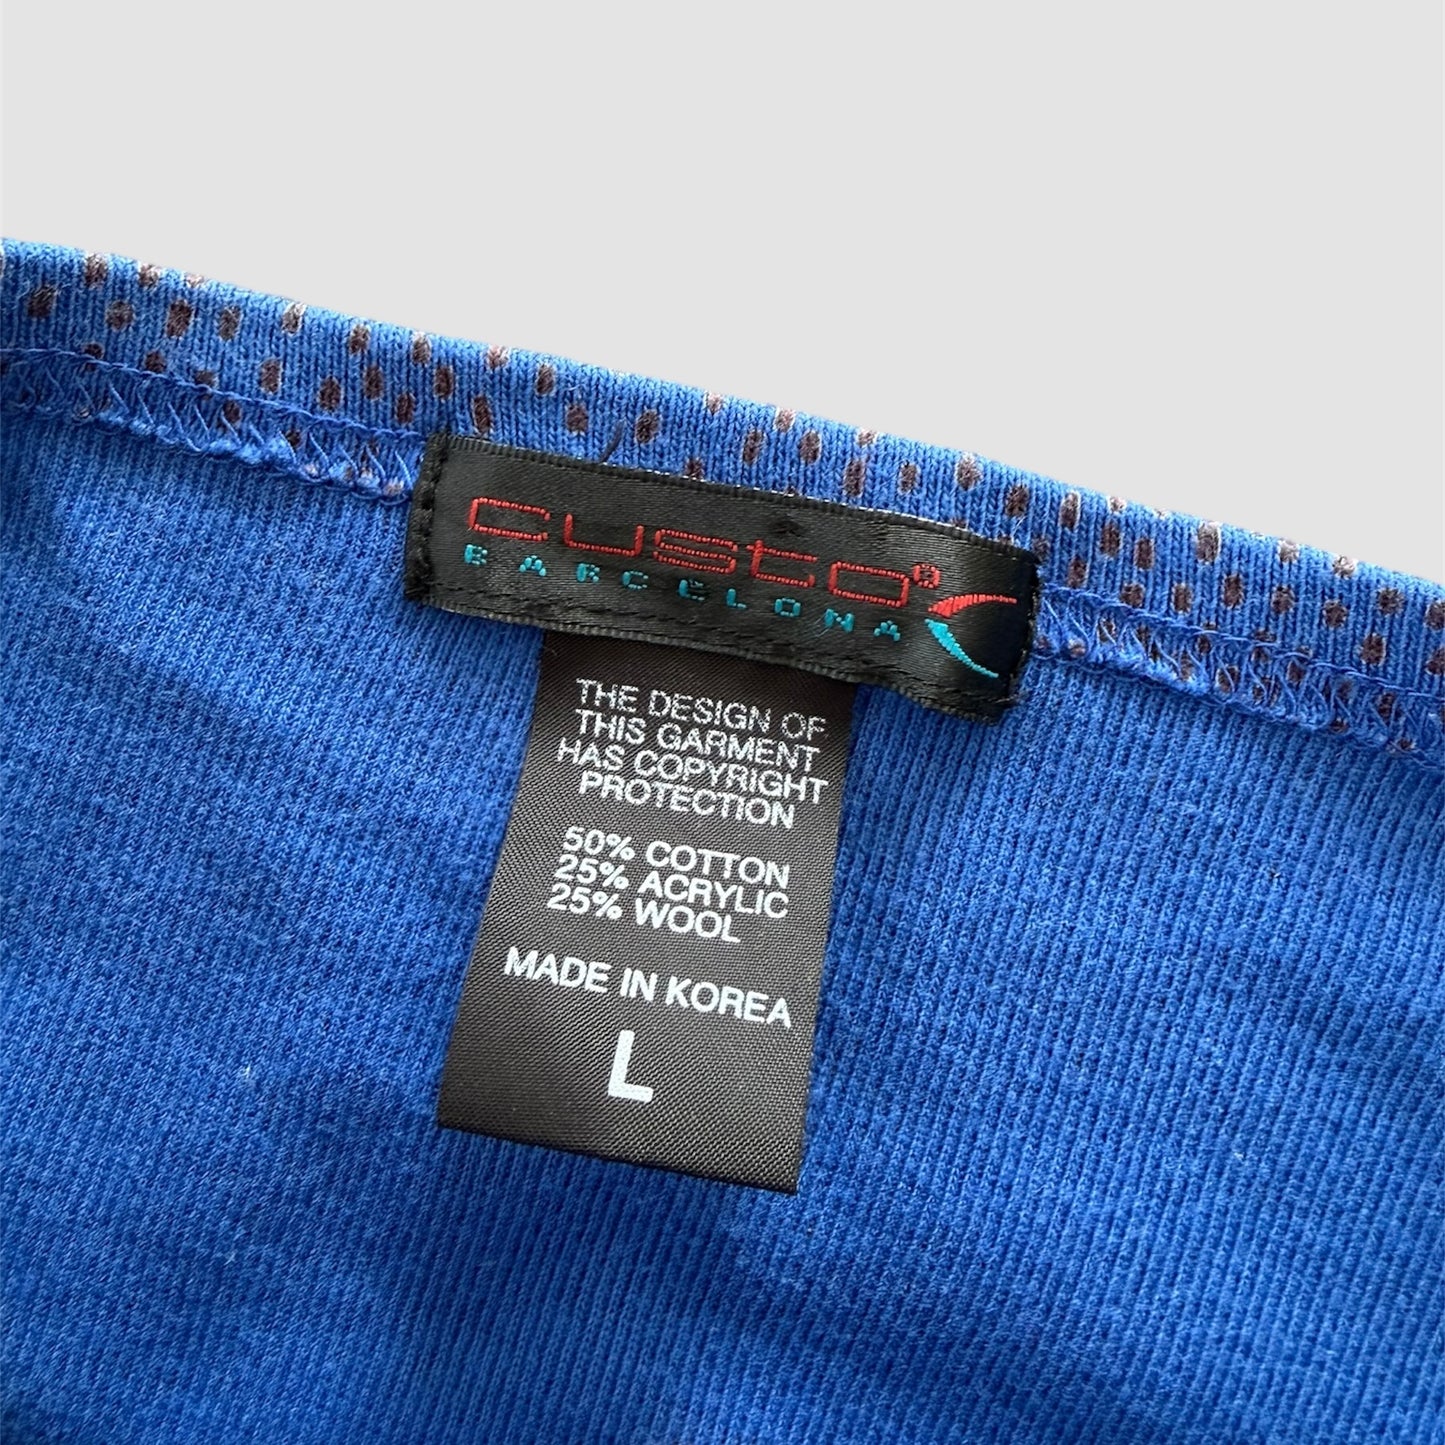 custo®
BARCELONA
THE DESIGN OF
THIS GARMENT
HAS COPYRIGHT
PROTECTION
50% COTTON
25% ACRYLIC
25% WOOL
MADE IN KOREA
L